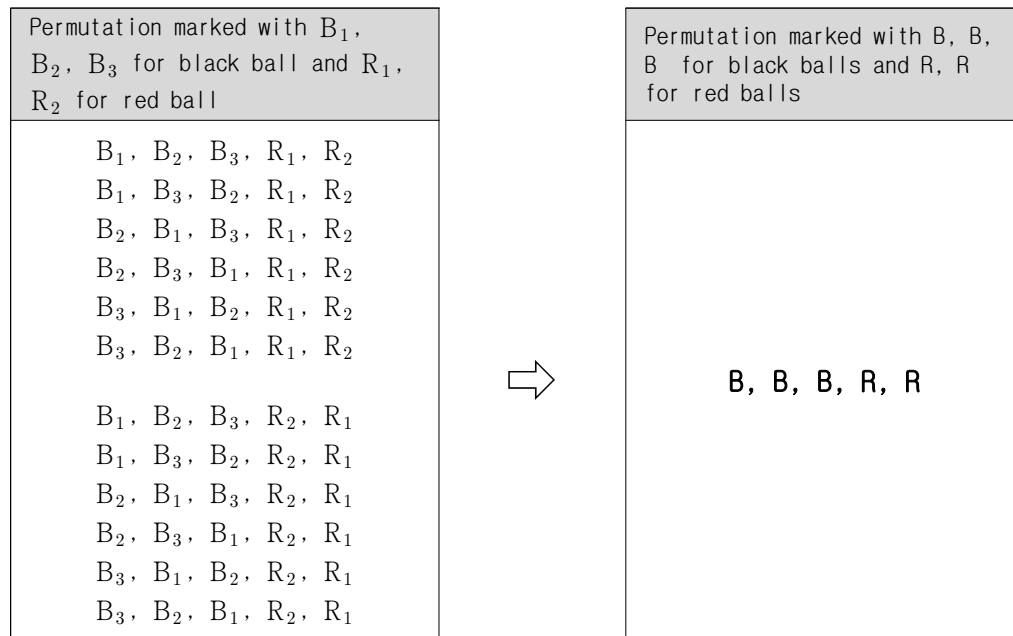 Permutation marked with B₁,
B₂, B₃ for black ball and R₁,
R₂ for red ball
B₁, B₂, B₃, R₁, R₂
B₁, B₃, B₂, R₁, R₂
B₂, B₁, B₃, R₁, R₂
B₂, B₃, B₁, R₁, R₂
B₃, B₁, B₂, R₁, R₂
B₃, B₂, B₁, R₁, R₂
B₁, B₂, B₃, R₂, R₁
B₁, B₃, B₂, R₂, R₁
B₂, B₁, B₃, R₂, R₁
B₂, B₃, B₁, R₂, R₁
B₃, B₁, B₂, R₂, R₁
B₃, B₂, B₁, R₂, R₁
Permutation marked with B, B,
B for black balls and R, R
for red balls
B, B, B, R, R